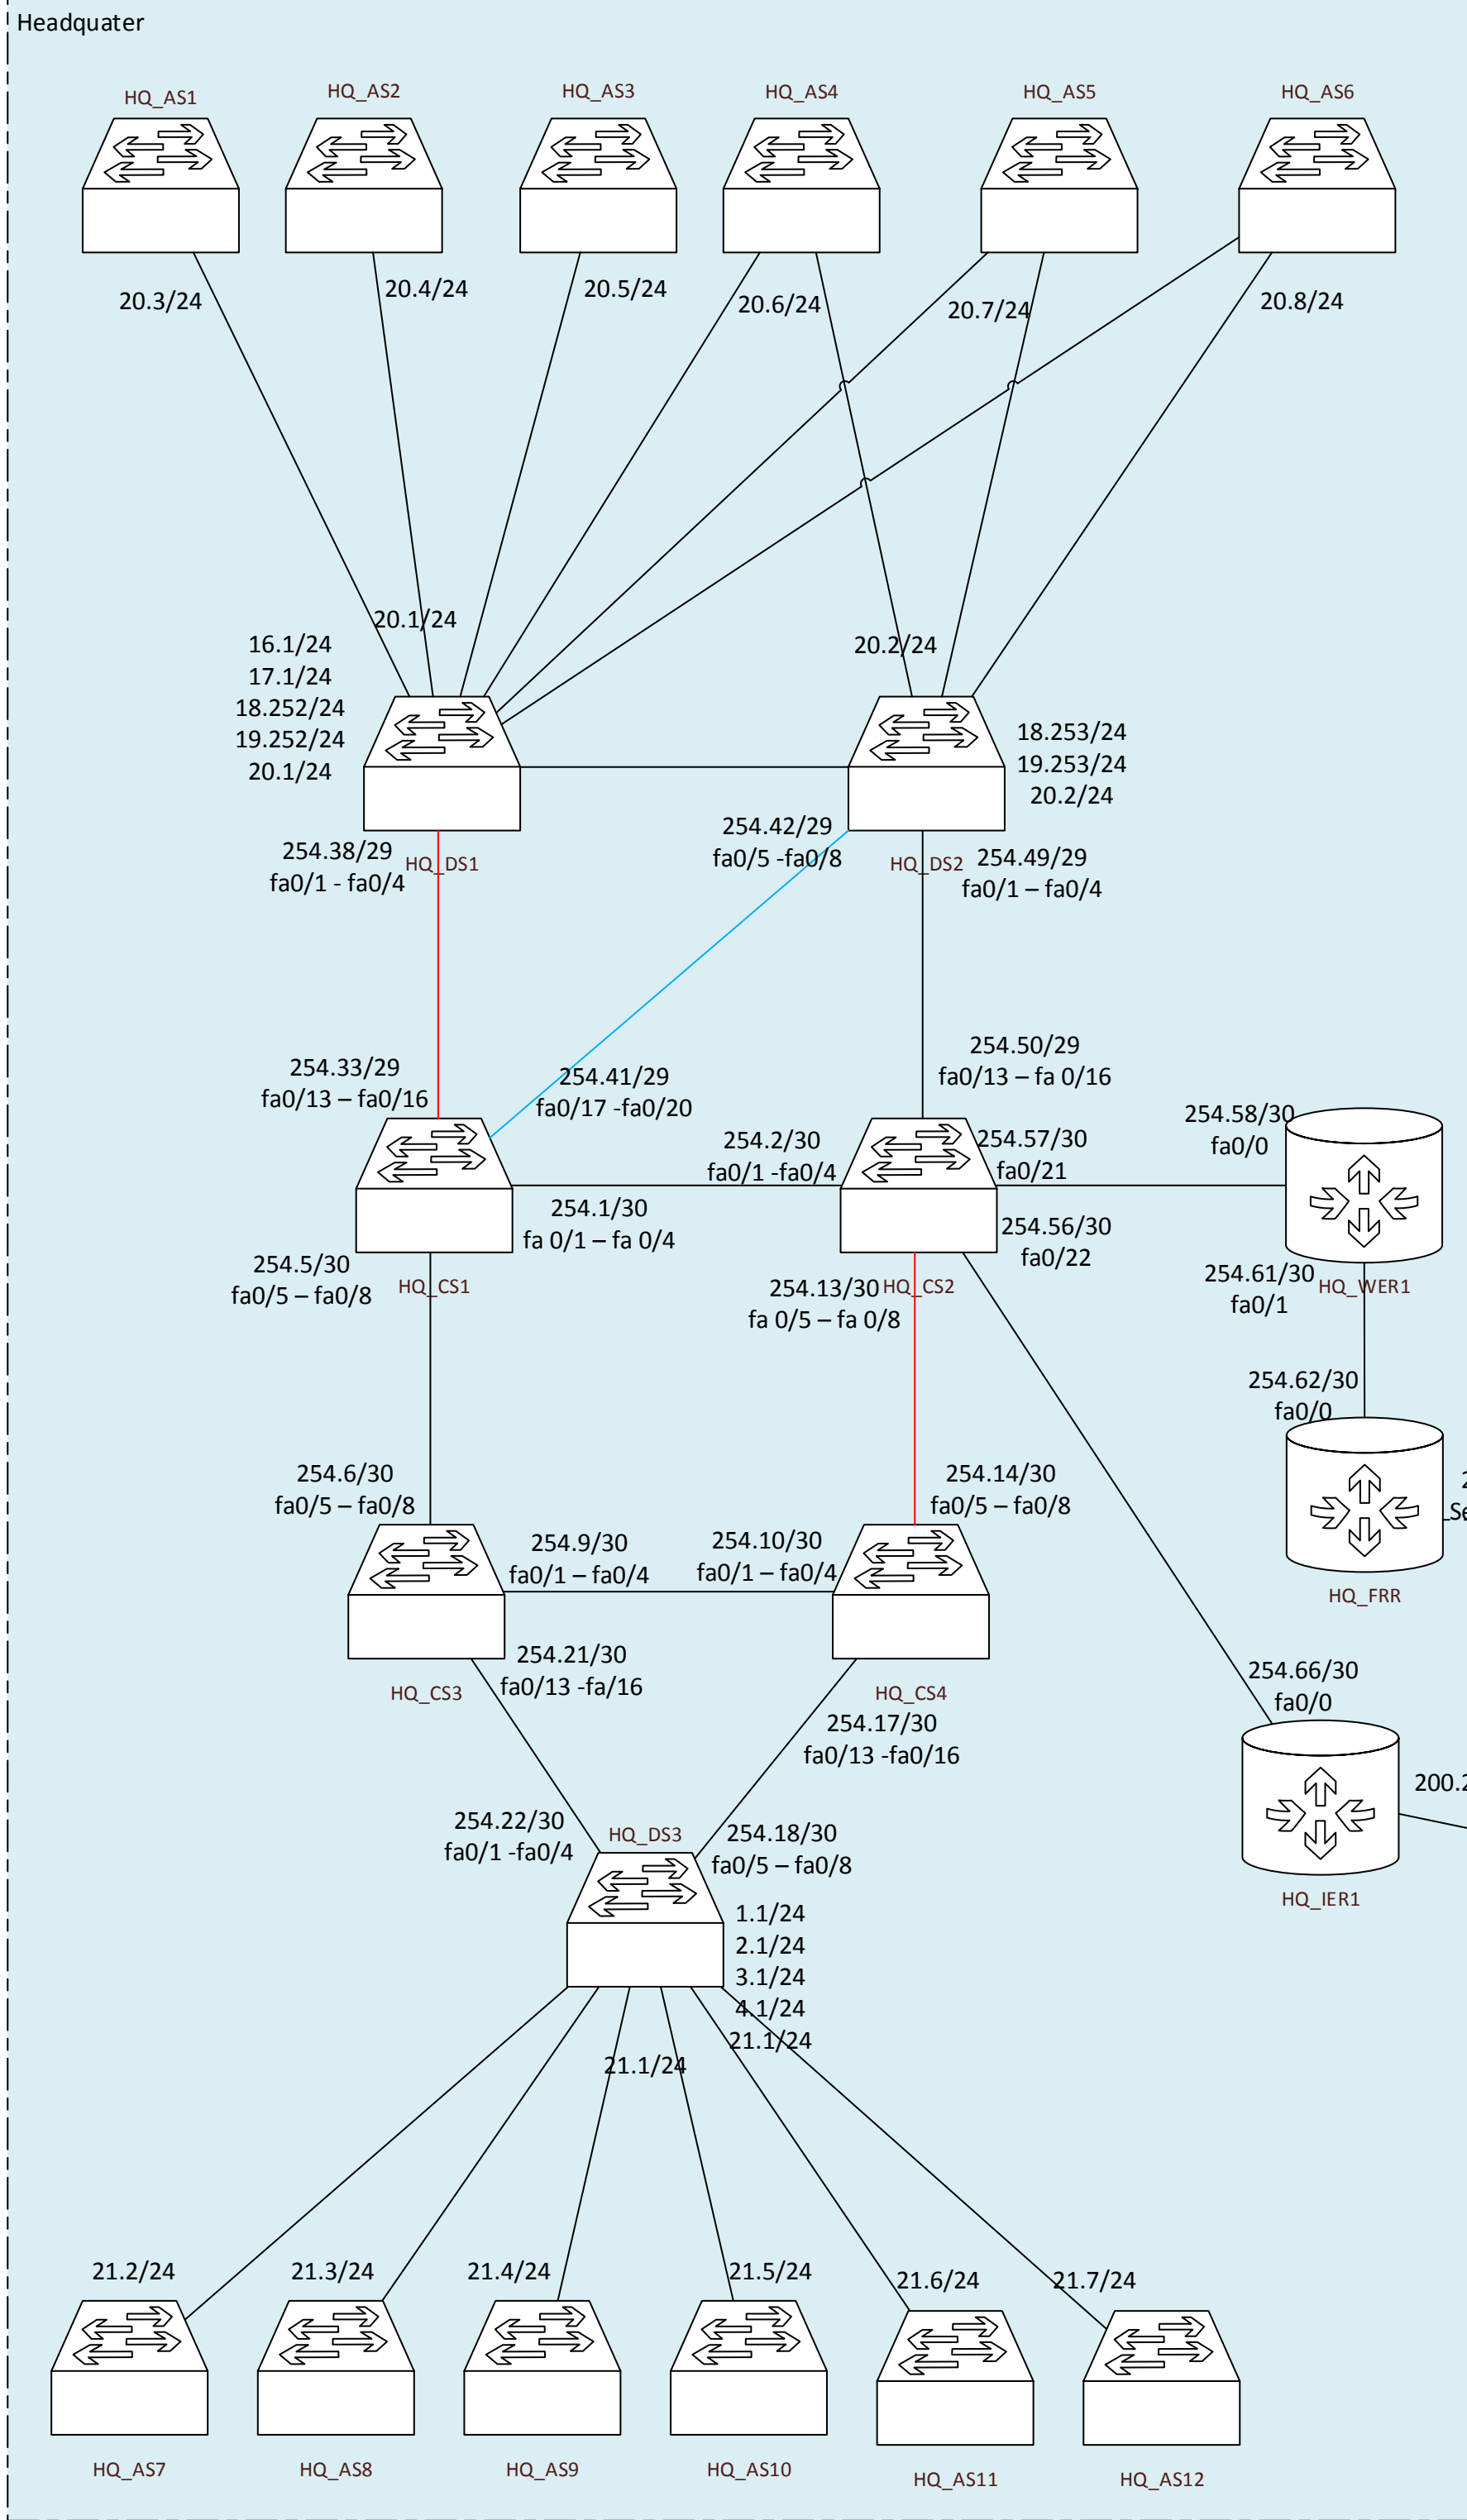 Headquater
HQ_AS1
HQ_AS2
HQ_AS3
HQ_AS4
HQ_AS5
HQ_AS6
20.3/24
20.4/24
20.5/24
20.6/24
20.7/24
20.8/24
20.1/24
20.2/24
16.1/24
17.1/24
18.252/24
19.252/24
20.1/24
18.253/24
19.253/24
20.2/24
254.38/29
fa0/1 - fa0/4
HQ_DS1
254.42/29
fa0/5 -fa0/8
HQ_DS2
254.49/29
fa0/1 – fa0/4
254.33/29
fa0/13 – fa0/16
254.41/29
fa0/17 -fa0/20
254.50/29
fa0/13 – fa 0/16
254.2/30
fa0/1 -fa0/4
254.57/30
fa0/21
254.58/30
fa0/0
254.1/30
fa 0/1 – fa 0/4
254.56/30
fa0/22
254.5/30
fa0/5 – fa0/8
HQ_CS1
254.13/30
fa 0/5 – fa 0/8
HQ_CS2
254.61/30
fa0/1
HQ_WER1
254.62/30
fa0/0
254.6/30
fa0/5 – fa0/8
254.14/30
fa0/5 – fa0/8
2
Se
254.9/30
fa0/1 – fa0/4
254.10/30
fa0/1 – fa0/4
HQ_FRR
254.21/30
fa0/13 -fa/16
HQ_CS3
HQ_CS4
254.17/30
fa0/13 -fa0/16
254.66/30
fa0/0
200.2
254.22/30
fa0/1 -fa0/4
HQ_DS3
254.18/30
fa0/5 – fa0/8
HQ_IER1
1.1/24
2.1/24
3.1/24
4.1/24
21.1/24
21.1/24
21.2/24
21.3/24
21.4/24
21.5/24
21.6/24
21.7/24
HQ_AS7
HQ_AS8
HQ_AS9
HQ_AS10
HQ_AS11
HQ_AS12